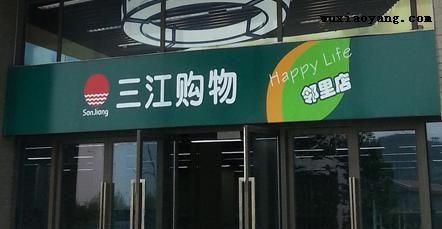 wuxiaoyang.com
SanJiang
三江购物
Happy Life
邻里店